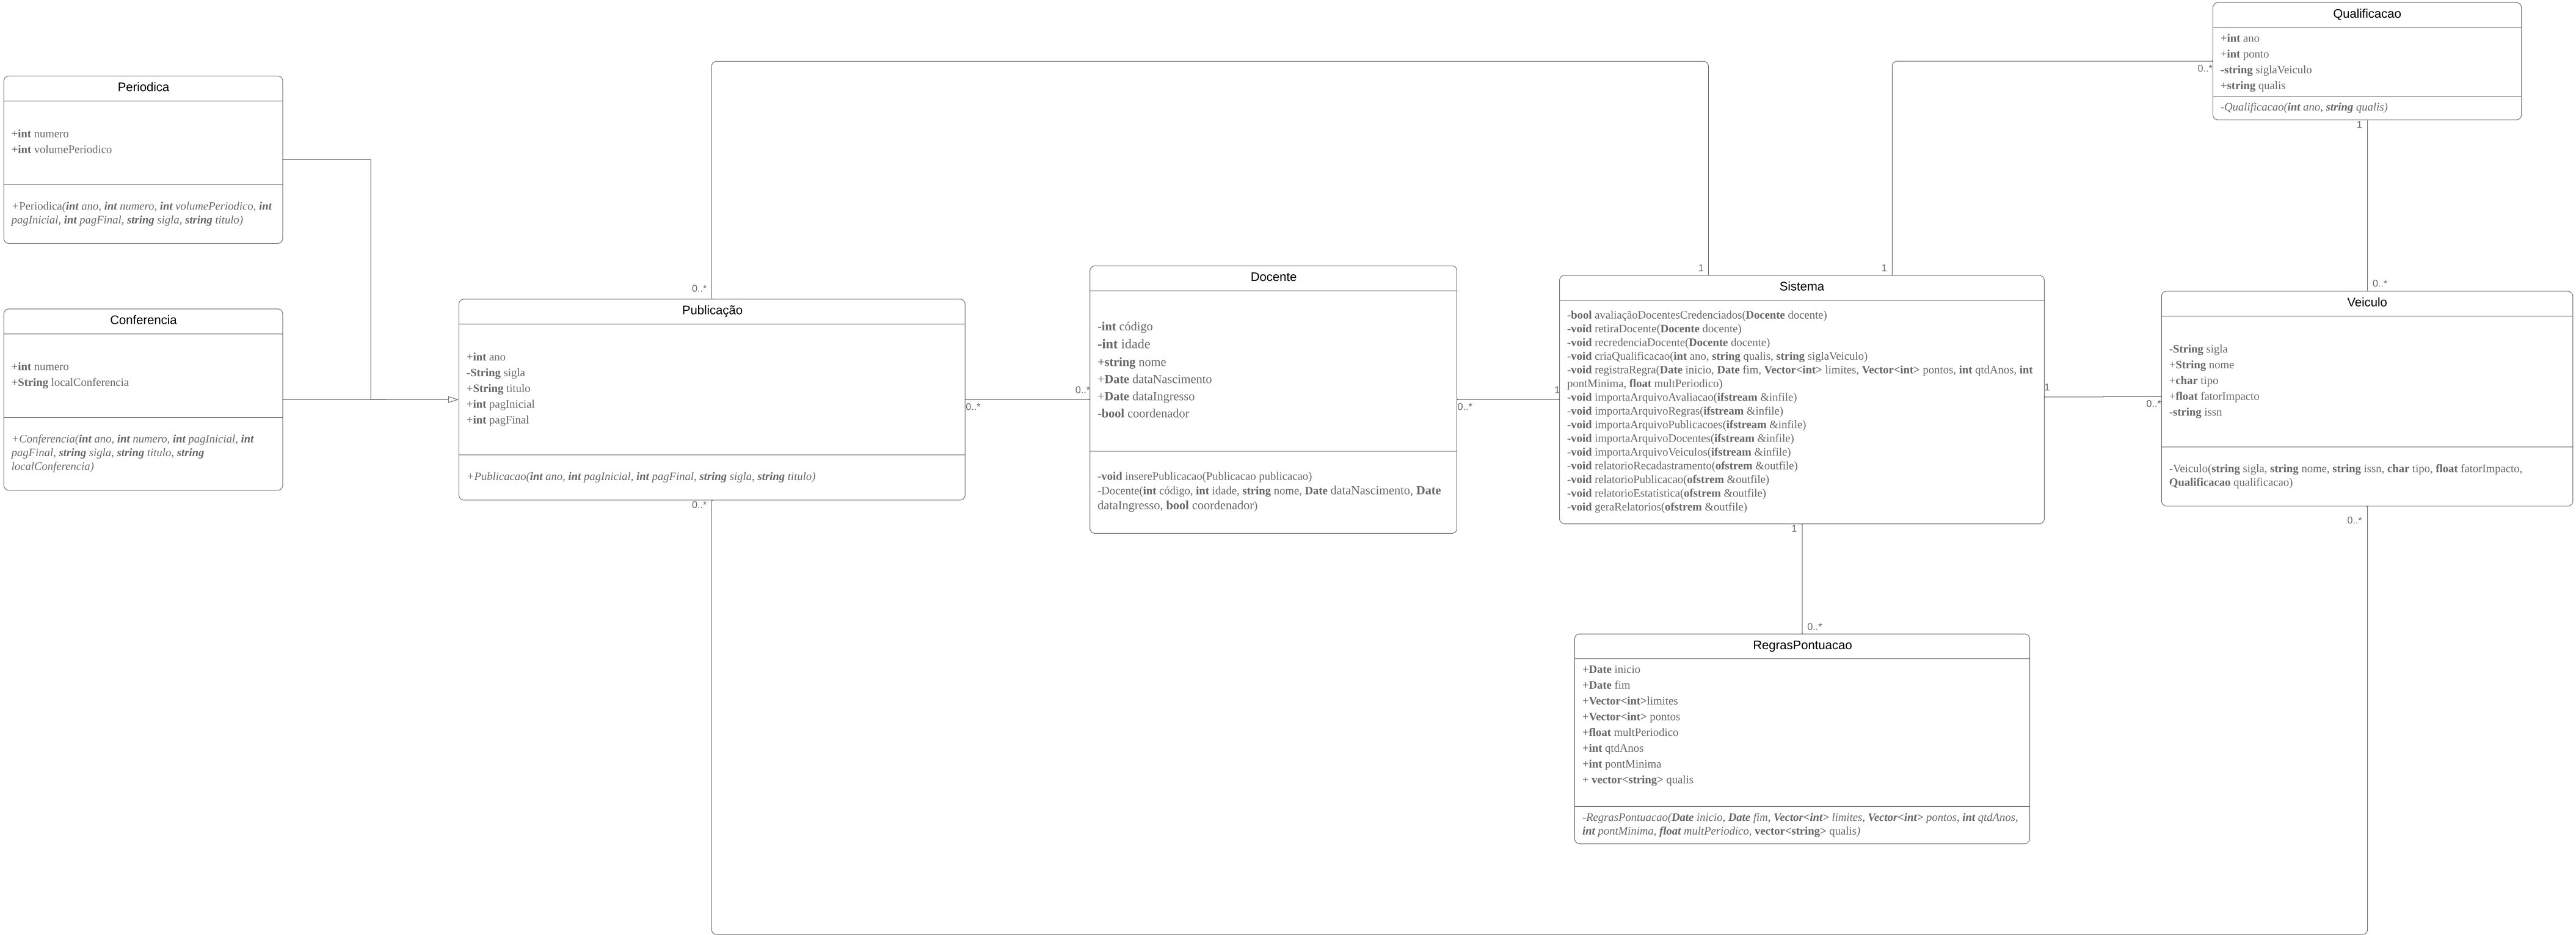 Qualificacao
+int ano
+int ponto
-string siglaVeiculo
+string qualis
-Qualificacao(int ano, string qualis)
0..*
1
Periodica
+int numero
+int volumePeriodico
+Periodica(int ano, int numero, int volumePeriodico, int
pagInicial, int pagFinal, string sigla, string titulo)
Conferencia
+int numero
+String localConferencia
+Conferencia(int ano, int numero, int pagInicial, int
pagFinal, string sigla, string titulo, string
localConferencia)
0..*
Publicação
+int ano
-String sigla
+String titulo
+int pagInicial
+int pagFinal
+Publicacao(int ano, int pagInicial, int pagFinal, string sigla, string titulo)
0..*
0..*
0..*
Docente
-int código
-int idade
+string nome
+Date dataNascimento
+Date dataIngresso
-bool coordenador
-void inserePublicacao(Publicacao publicacao)
-Docente(int código, int idade, string nome, Date dataNascimento, Date
dataIngresso, bool coordenador)
0..*
1
1
1
Sistema
-bool avaliaçãoDocentesCredenciados(Docente docente)
-void retiraDocente(Docente docente)
-void recredenciaDocente(Docente docente)
-void criaQualificacao(int ano, string qualis, string siglaVeiculo)
-void registraRegra(Date inicio, Date fim, Vector<int> limites, Vector<int> pontos, int qtdAnos, int
pontMinima, float multPeriodico)
-void importaArquivoAvaliacao(ifstream &infile)
-void importaArquivoRegras(ifstream &infile)
-void importaArquivoPublicacoes(ifstream &infile)
-void importaArquivoDocentes(ifstream &infile)
-void importaArquivoVeiculos(ifstream &infile)
-void relatorioRecadastramento(ofstrem &outfile)
-void relatorioPublicacao(ofstrem &outfile)
-void relatorioEstatistica(ofstrem &outfile)
-void geraRelatorios(ofstrem &outfile)
1
0..*
1
0..*
0..*
Veiculo
-String sigla
+String nome
+char tipo
+float fatorImpacto
-string issn
-Veiculo(string sigla, string nome, string issn, char tipo, float fatorImpacto,
Qualificacao qualificacao)
0..*
RegrasPontuacao
+Date inicio
+Date fim
+Vector<int>limites
+Vector<int> pontos
+float multPeriodico
+int qtdAnos
+int pontMinima
+ vector<string> qualis
-RegrasPontuacao(Date inicio, Date fim, Vector<int> limites, Vector<int> pontos, int qtdAnos,
int pontMinima, float multPeriodico, vector<string> qualis)